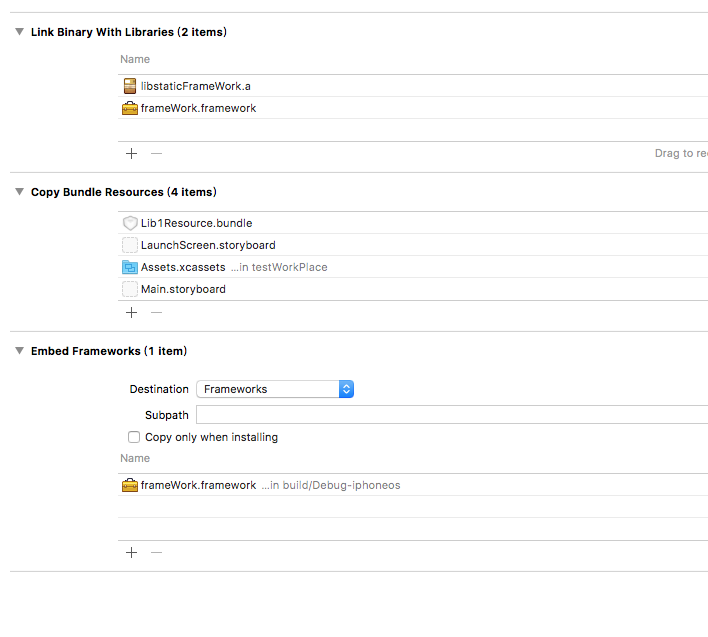 Link Binary With Libraries (2 items)
Name
libstaticFrameWork.a
frameWork.framework
Drag to re
Copy Bundle Resources (4 items)
Lib1Resource.bundle
LaunchScreen.storyboard
Assets.xcassets ...in testWorkPlace
Main.storyboard
Embed Frameworks (1 item)
Destination Frameworks
Subpath
Copy only when installing
Name
frameWork.framework ...in build/Debug-iphoneos